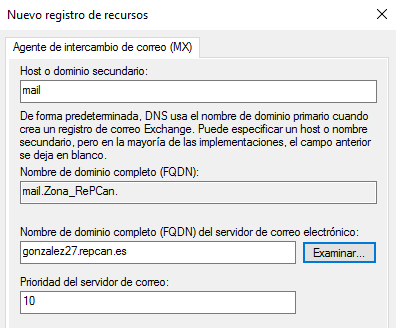 Nuevo registro de recursos
Agente de intercambio de correo (MX)
Host o dominio secundario:
mail
De forma predeterminada, DNS usa el nombre de dominio primario cuando
crea un registro de correo Exchange. Puede especificar un host o nombre
secundario, pero en la mayoría de las implementaciones, el campo anterior
se deja en blanco.
Nombre de dominio completo (FQDN):
mail.Zona_RePCan.
Nombre de dominio completo (FQDN) del servidor de correo electrónico:
gonzalez27.repcan.es
Examinar...
Prioridad del servidor de correo:
10